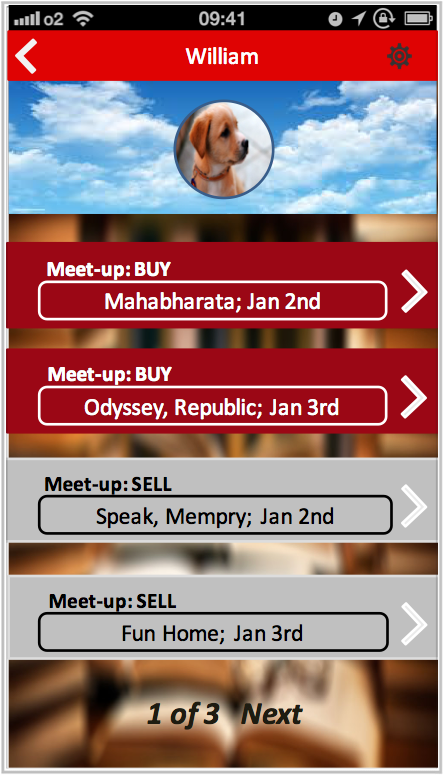 o2 09:41
William
Meet-up: BUY
Mahabharata; Jan 2nd
Meet-up: BUY
Odyssey, Republic; Jan 3rd
Meet-up: SELL
Speak, Mempry; Jan 2nd
Meet-up: SELL
Fun Home; Jan 3rd
1 of 3 Next